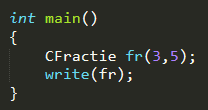 int main()
{
    CFractie fr(3,5);
    write(fr);
}